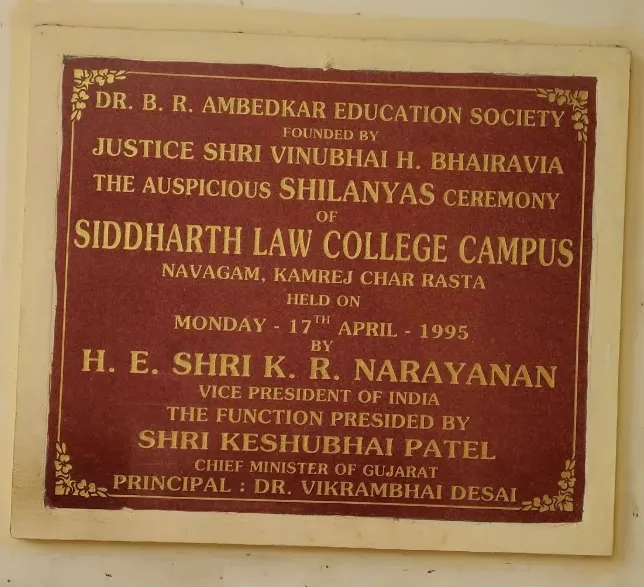 DR. B. R. AMBEDKAR EDUCATION SOCIETY
FOUNDED BY
JUSTICE SHRI VINUBHAI H. BHAIRAVIA
THE AUSPICIOUS SHILANYAS CEREMONY
OF
SIDDHARTH LAW COLLEGE CAMPUS
NAVAGAM, KAMREJ CHAR RASTA
HELD ON
MONDAY - 17TH APRIL - 1995
BY
H. E. SHRI K. R. NARAYANAN
VICE PRESIDENT OF INDIA
THE FUNCTION PRESIDED BY
SHRI KESHUBHAI PATEL
CHIEF MINISTER OF GUJARAT
PRINCIPAL : DR. VIKRAMBHAI DESAI